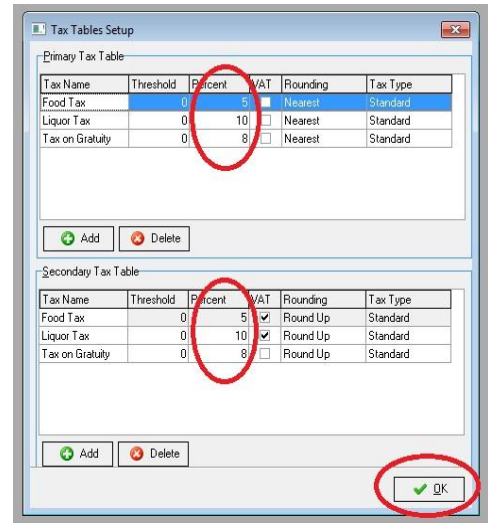 Tax Tables Setup
Primary Tax Table
Tax Name Threshold Percent VAT Rounding Tax Type
Food Tax 0 5 Nearest Standard
Liquor Tax 0 10 Nearest Standard
Tax on Gratuity 0 8 Nearest Standard
Add Delete
Secondary Tax Table
Tax Name Threshold Percent VAT Rounding Tax Type
Food Tax 0 5 Round Up Standard
Liquor Tax 0 10 Round Up Standard
Tax on Gratuity 0 8 Round Up Standard
Add Delete
OK